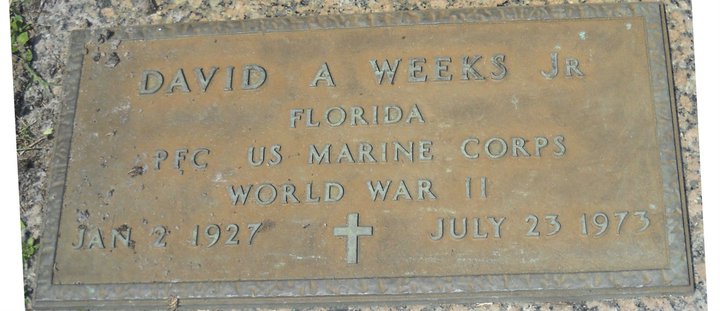 DAVID A WEEKS JR
FLORIDA
PFC US MARINE CORPS
WORLD WAR II
JAN 2 1927 JULY 23 1973